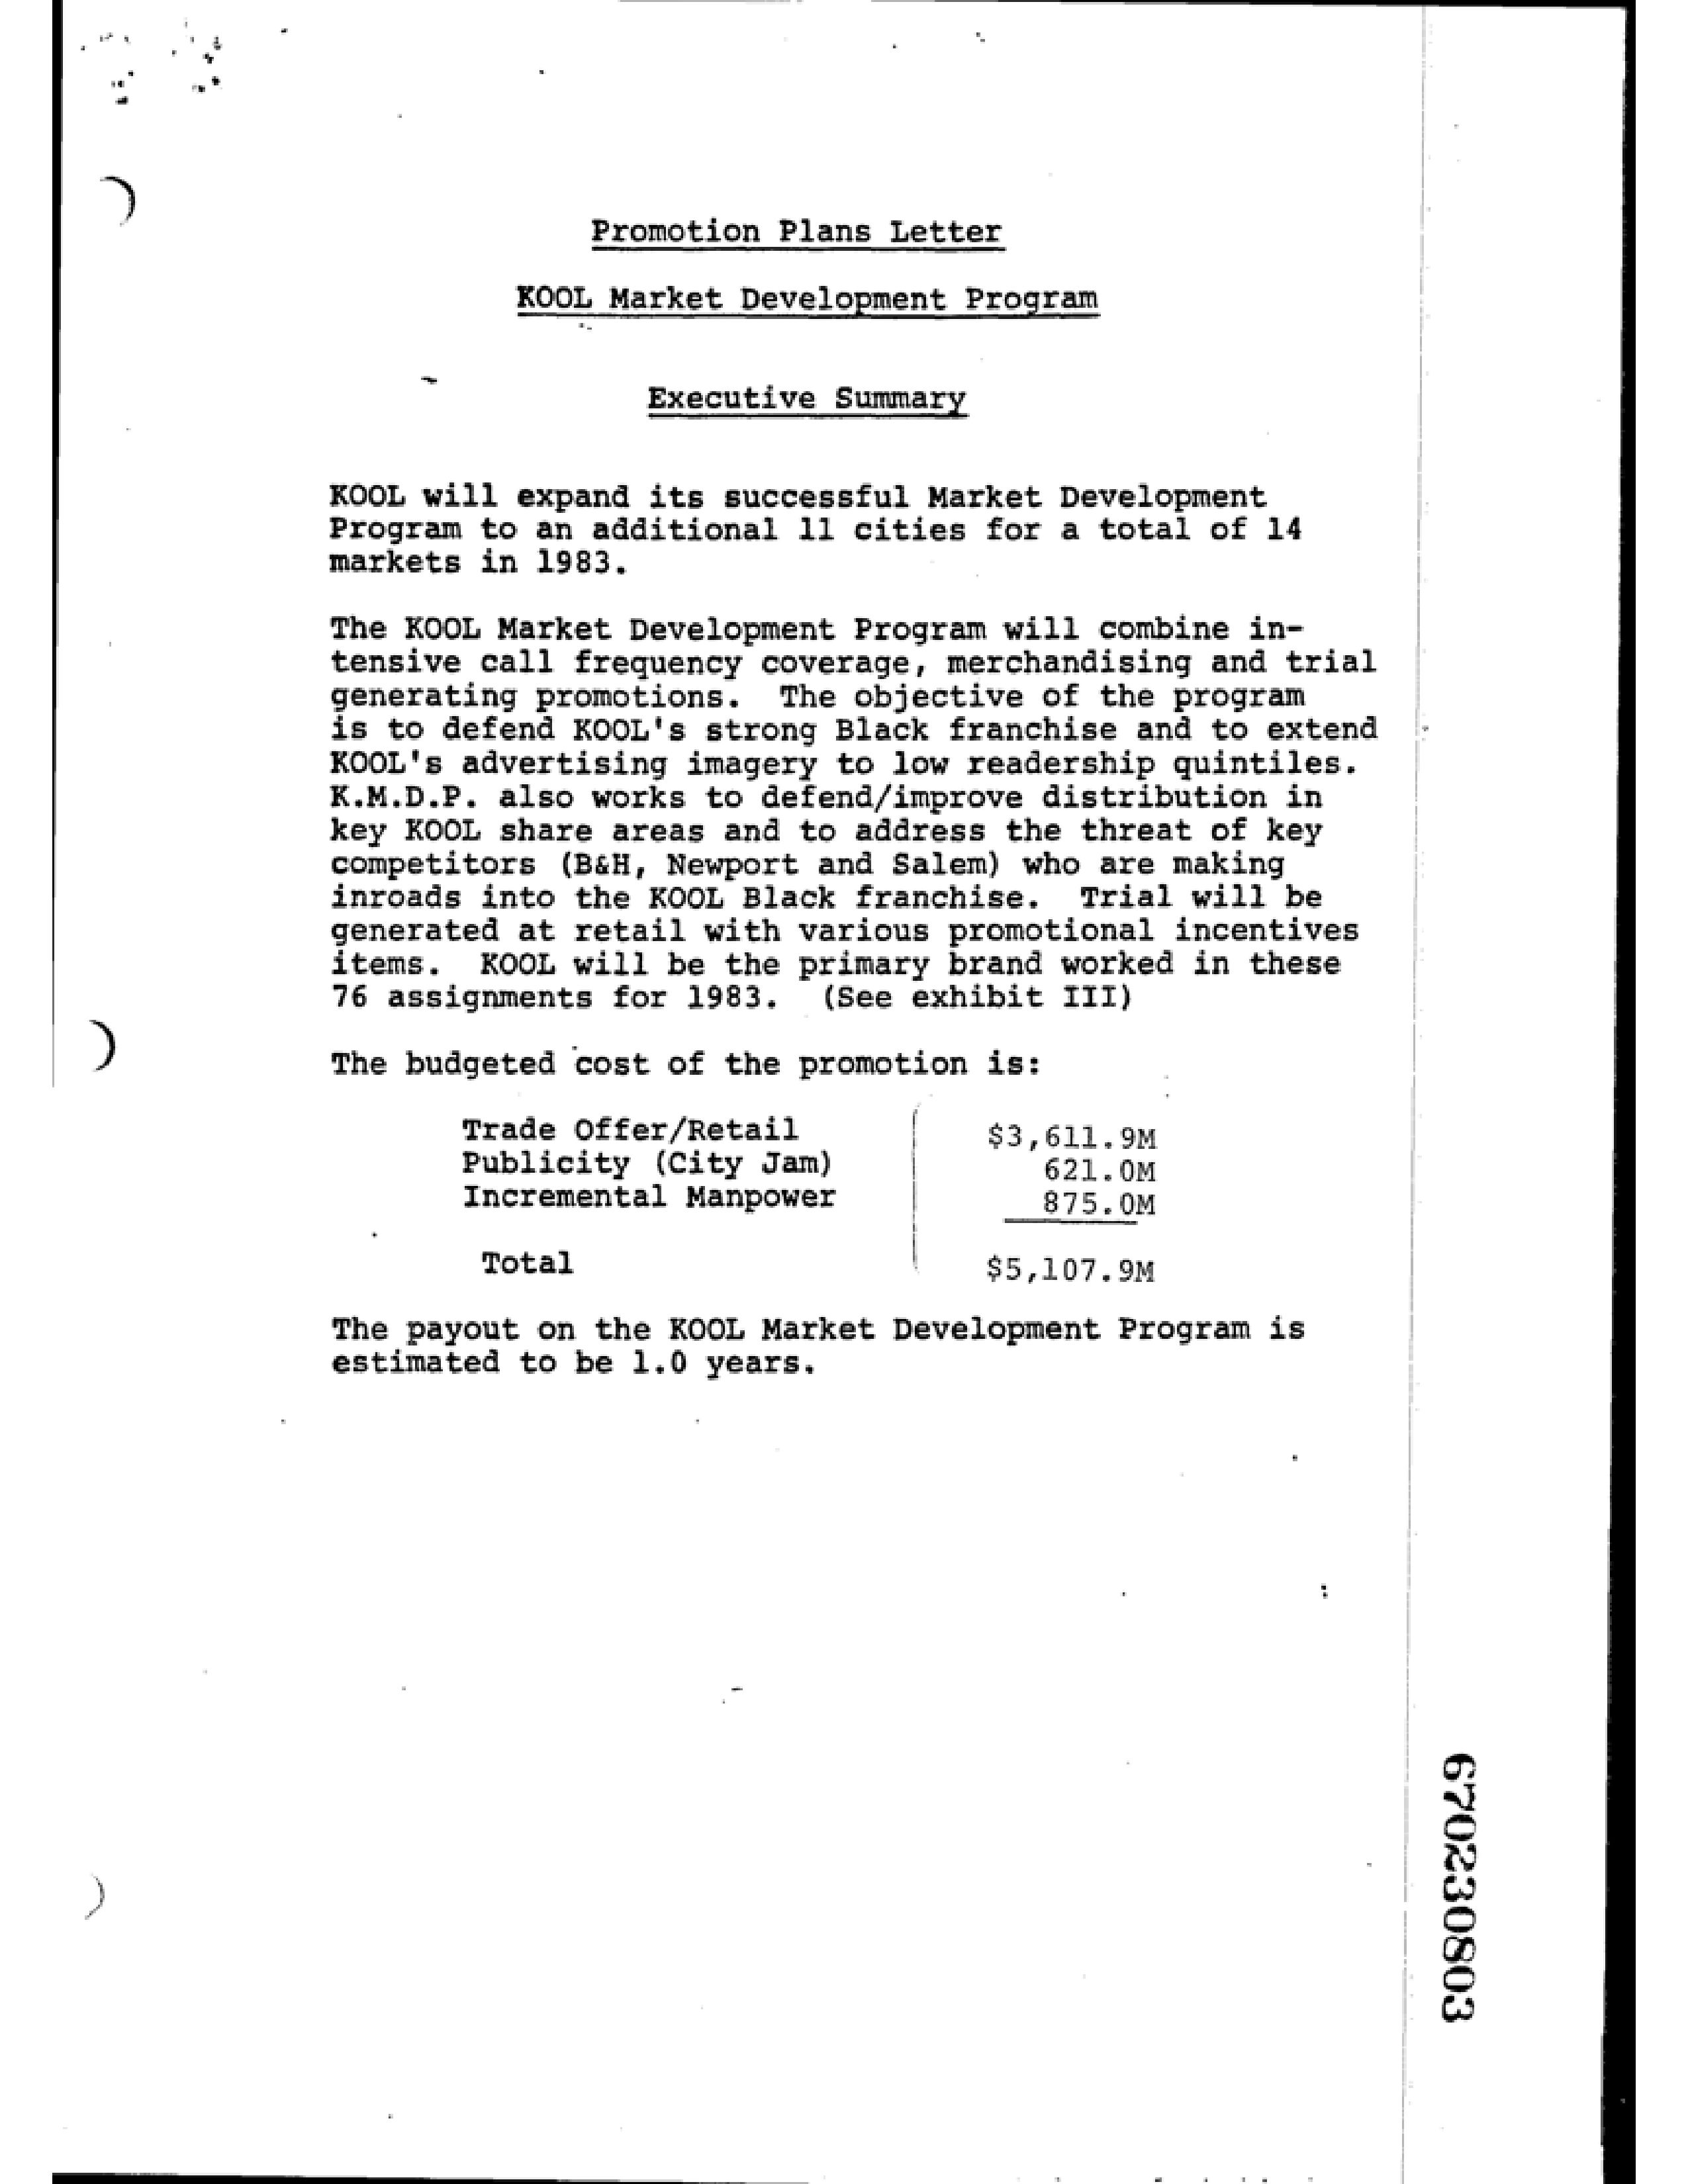 Promotion Plans Letter
KOOL Market Development Program
Executive Summary
KOOL will expand its successful Market Development
Program to an additional 11 cities for a total of 14
markets in 1983.
The KOOL Market Development Program will combine in-
tensive call frequency coverage, merchandising and trial
generating promotions. The objective of the program
is to defend KOOL's strong Black franchise and to extend
KOOL's advertising imagery to low readership quintiles.
K.M.D.P. also works to defend/improve distribution in
key KOOL share areas and to address the threat of key
competitors (B&H, Newport and Salem) who are making
inroads into the KOOL Black franchise. Trial will be
generated at retail with various promotional incentives
items. KOOL will be the primary brand worked in these
76 assignments for 1983. (See exhibit III)
The budgeted cost of the promotion is:
Trade Offer/Retail $3,611.9M
Publicity (City Jam) 621.0M
Incremental Manpower 875.0M
Total $5,107.9M
The payout on the KOOL Market Development Program is
estimated to be 1.0 years.
670230803